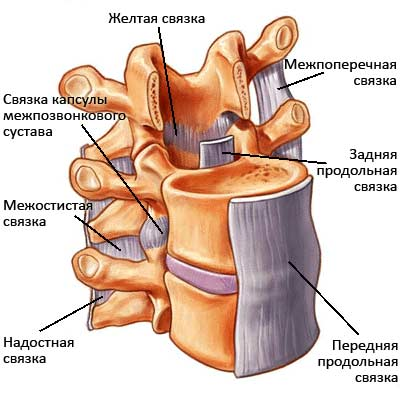 Желтая связка
Межпоперечная
связка
Связка капсулы
межпозвонкового
сустава
Задняя
продольная
связка
Межостистая
связка
Надостная
связка
Передняя
продольная
связка